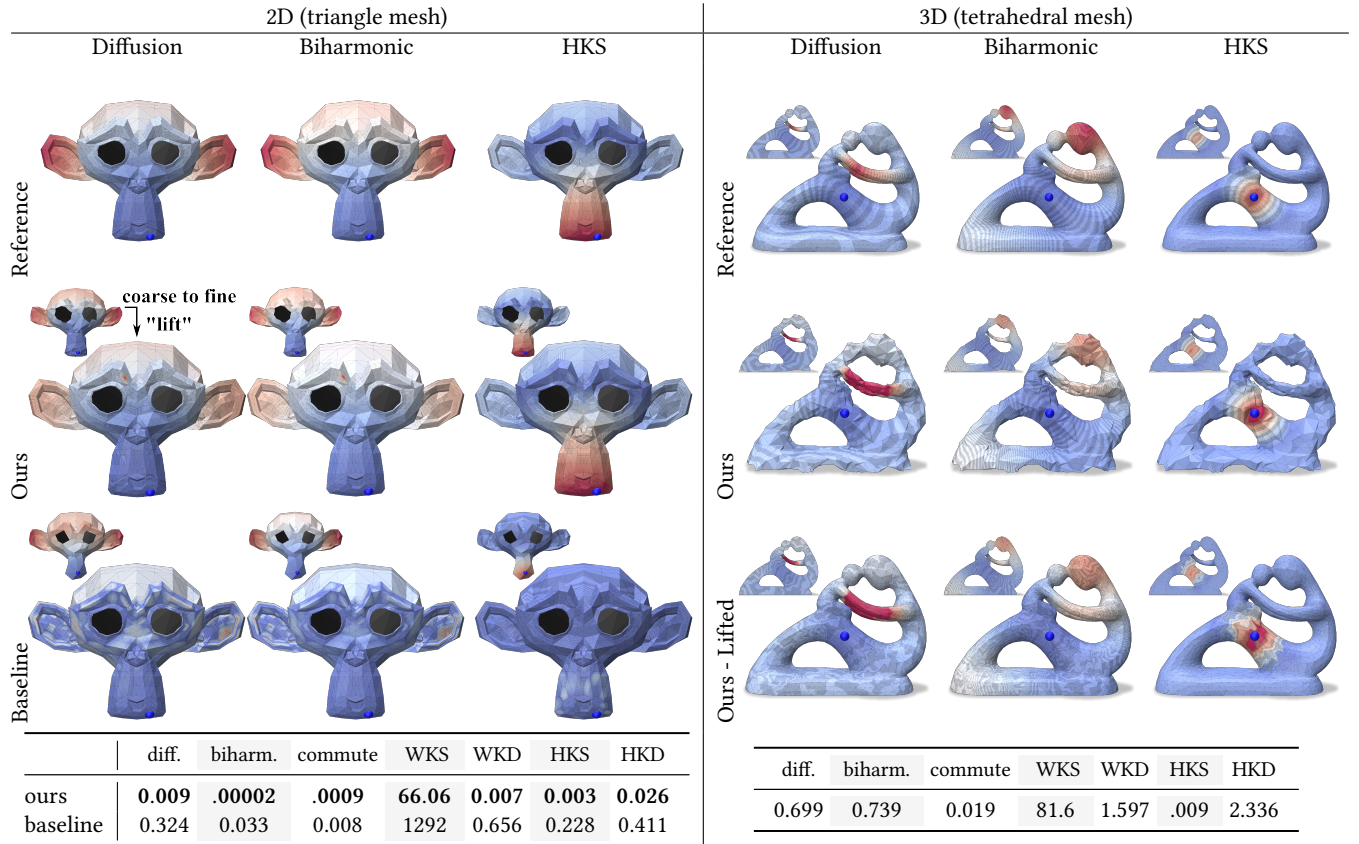 2D (triangle mesh)
Diffusion Biharmonic HKS
Reference
coarse to fine
"lift"
Ours
Baseline
diff. biharm. commute WKS WKD HKS HKD
ours 0.009 .00002 .0009 66.06 0.007 0.003 0.026
baseline 0.324 0.033 0.008 1292 0.656 0.228 0.411
3D (tetrahedral mesh)
Diffusion Biharmonic HKS
Reference
Ours
Ours - Lifted
diff. biharm. commute WKS WKD HKS HKD
0.699 0.739 0.019 81.6 1.597 .009 2.336